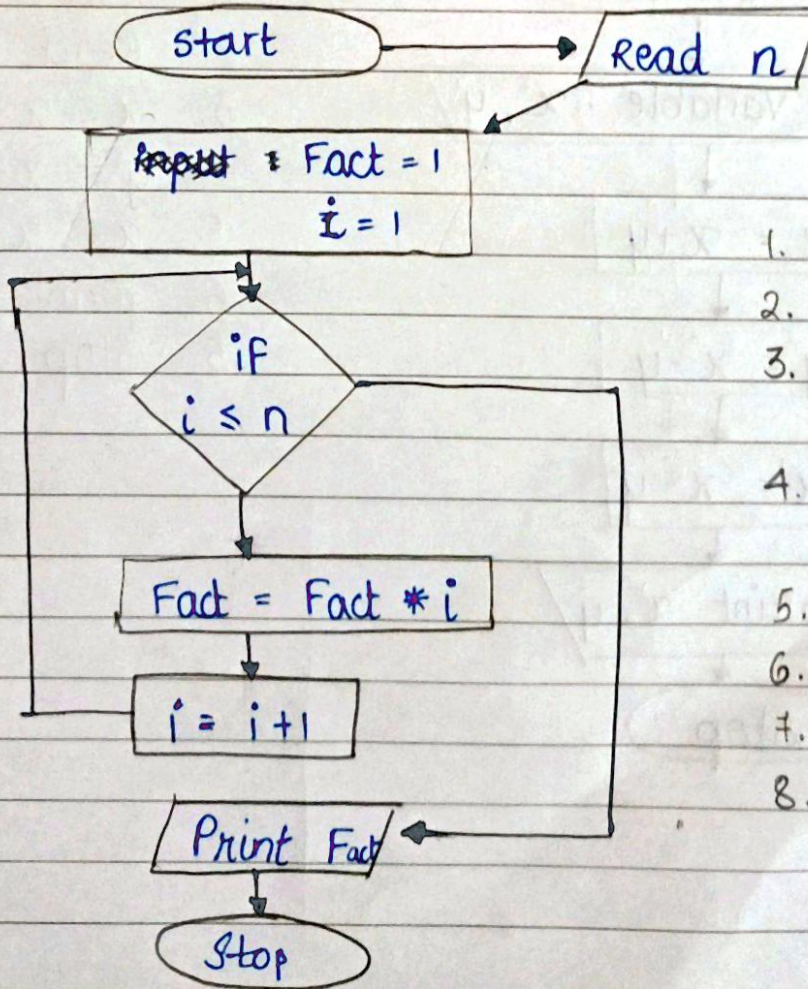 Start
Read n
Fact = 1
i = 1
if
i ≤ n
Fact = Fact * i
i = i +1
Print Fact
Stop
1.
2.
3.
4.
5.
6.
7.
8.